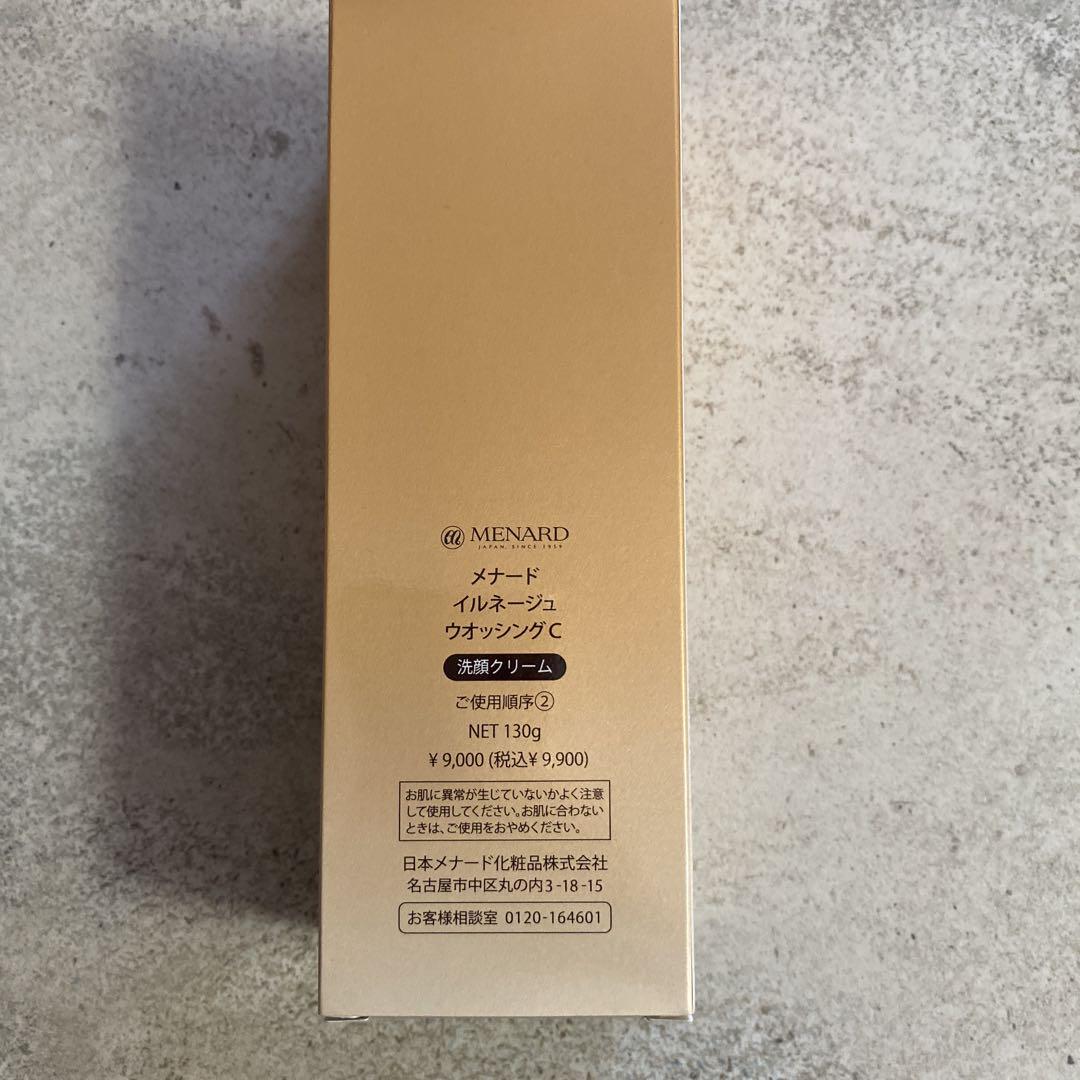 MENARD
JAPAN, SINCE 1959
メナード
イルネージュ
ウオッシングC
洗顔クリーム
ご使用順序②
NET 130g
¥9,000 (税込¥9,900)
お肌に異常が生じていないかよく注意
して使用してください。お肌に合わない
ときは、ご使用をおやめください。
日本メナード化粧品株式会社
名古屋市中区丸の内3-18-15
お客様相談室 0120-164601